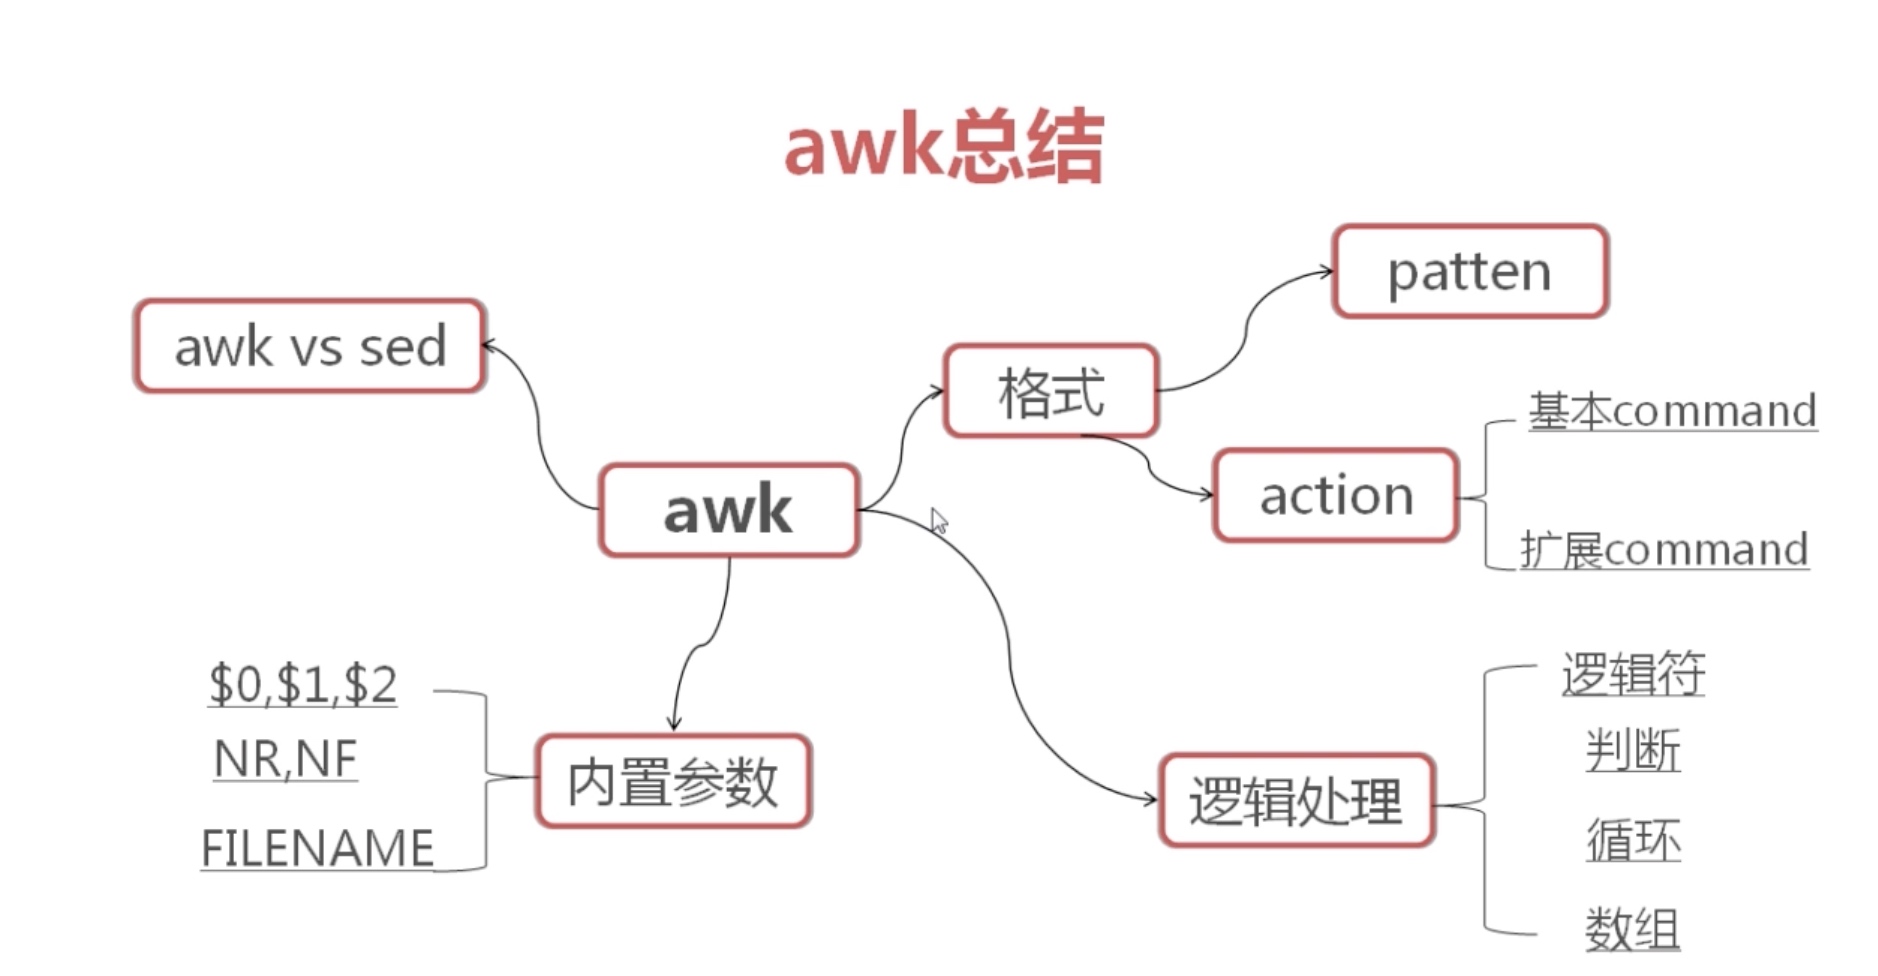 awk总结
patten
awk vs sed
格式
基本command
awk
action
扩展command
$0,$1,$2
逻辑符
NR,NF
判断
内置参数
逻辑处理
FILENAME
循环
数组